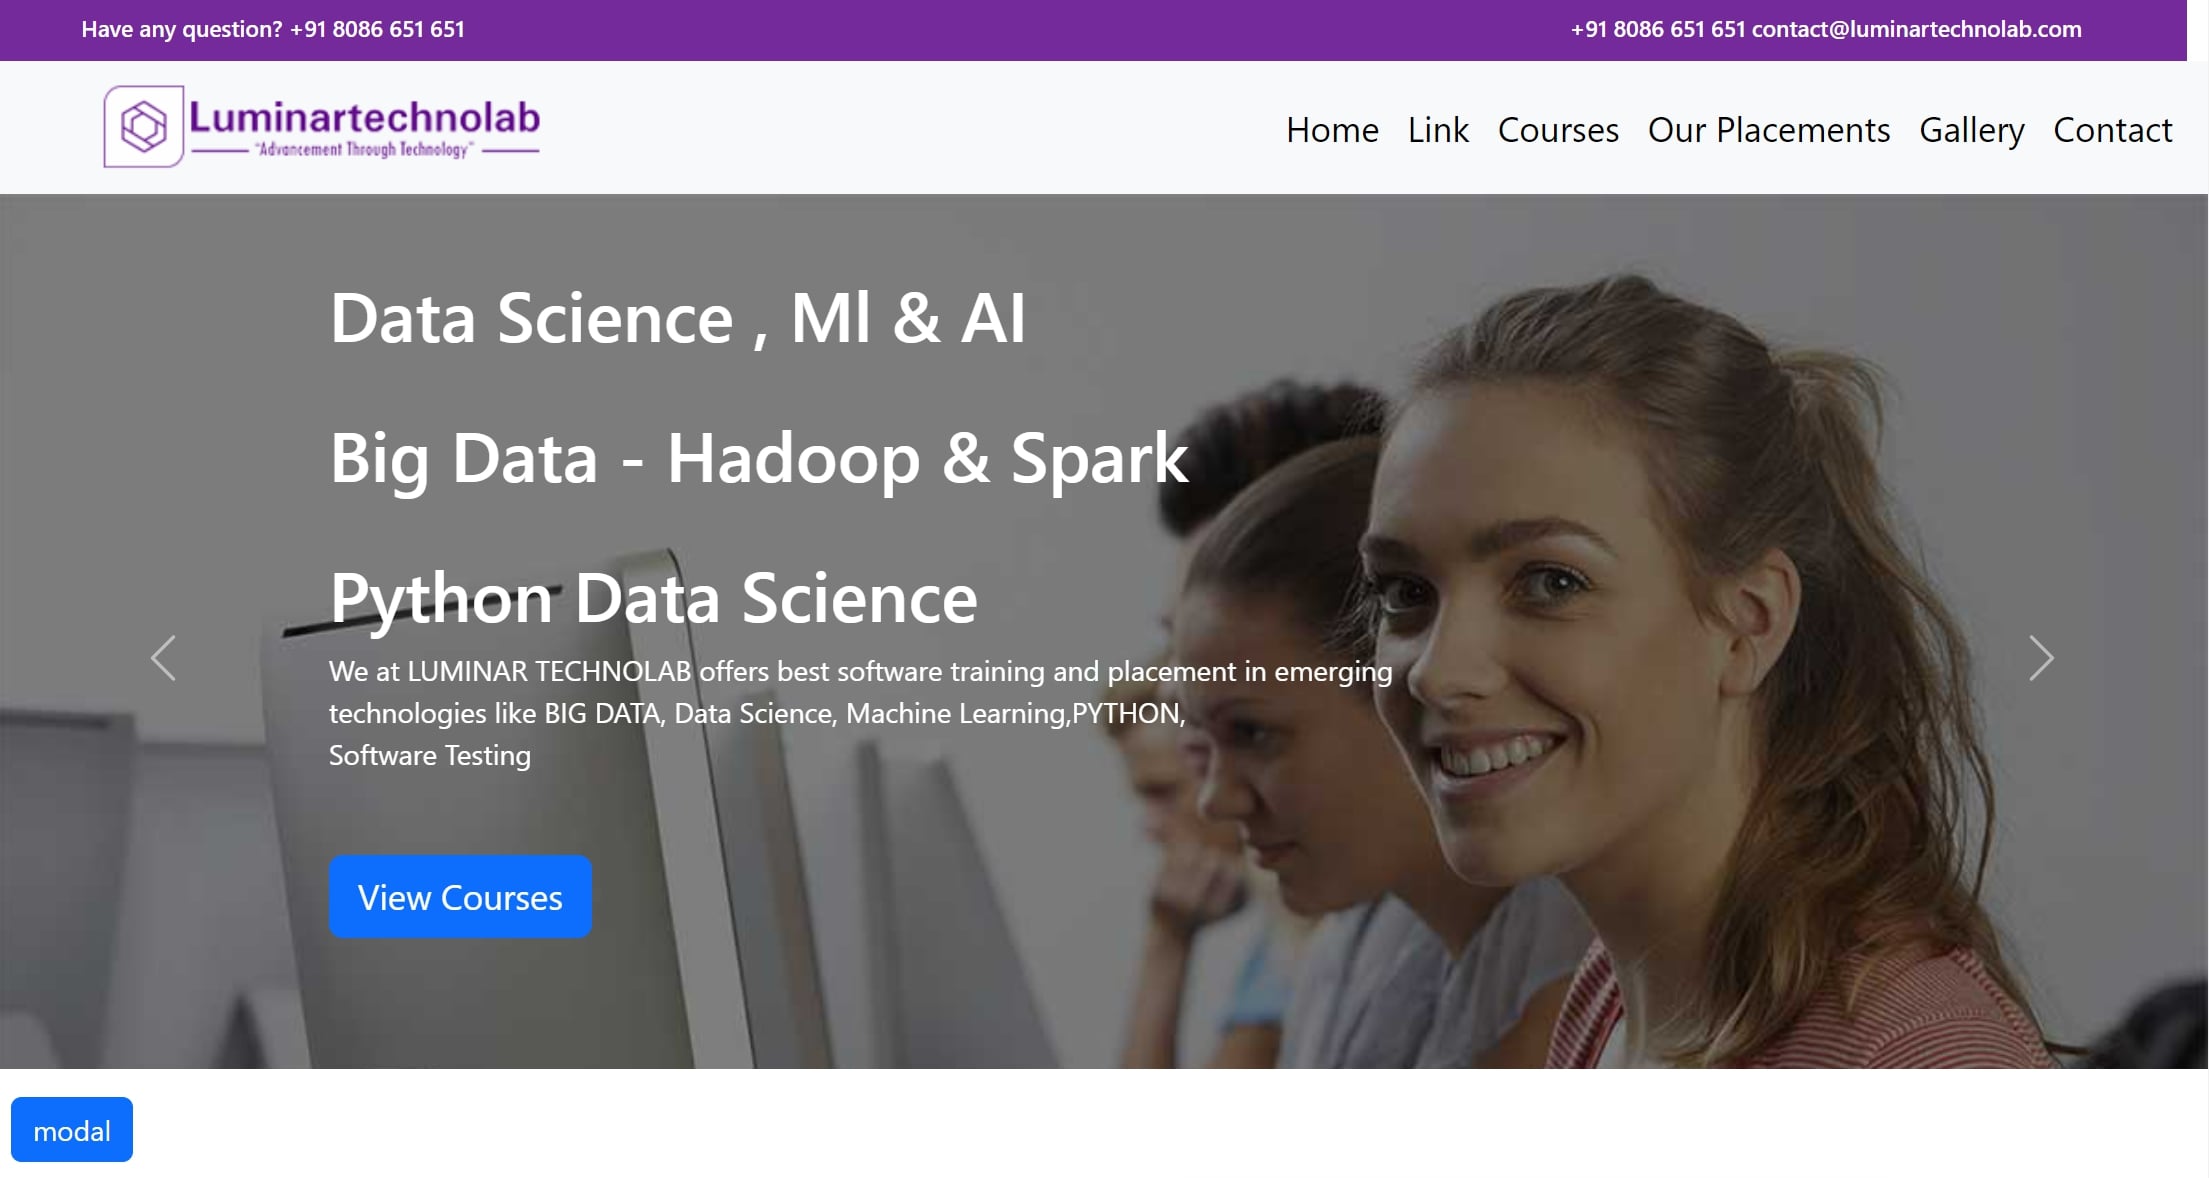 Have any question? +91 8086 651 651
+91 8086 651 651 contact@luminartechnolab.com
Luminartechnolab
"Advancement Through Technology"
Home Link Courses Our Placements Gallery Contact
Data Science , Ml & AI
Big Data - Hadoop & Spark
Python Data Science
We at LUMINAR TECHNOLAB offers best software training and placement in emerging
technologies like BIG DATA, Data Science, Machine Learning,PYTHON,
Software Testing
View Courses
modal